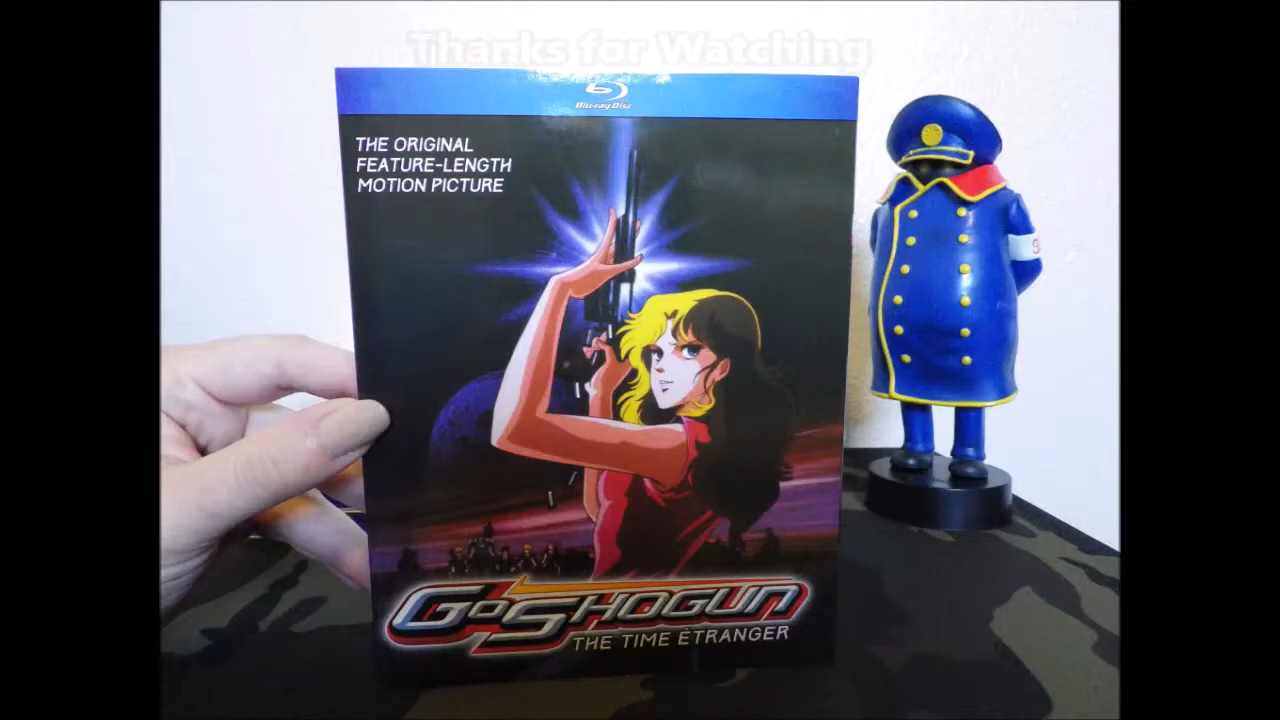 Thanks for Watching
Blu-ray Disc
THE ORIGINAL
FEATURE-LENGTH
MOTION PICTURE
GoSHOGUN
THE TIME ÉTRANGER